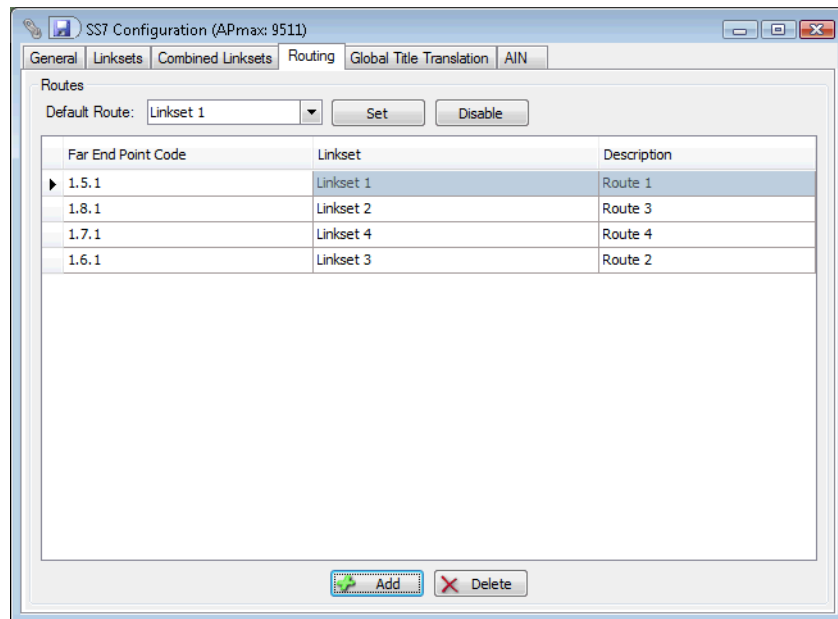 SS7 Configuration (APmax: 9511)
General Linksets Combined Linksets Routing Global Title Translation AIN
Routes
Default Route: Linkset 1 Set Disable
Far End Point Code Linkset Description
1.5.1 Linkset 1 Route 1
1.8.1 Linkset 2 Route 3
1.7.1 Linkset 4 Route 4
1.6.1 Linkset 3 Route 2
Add Delete